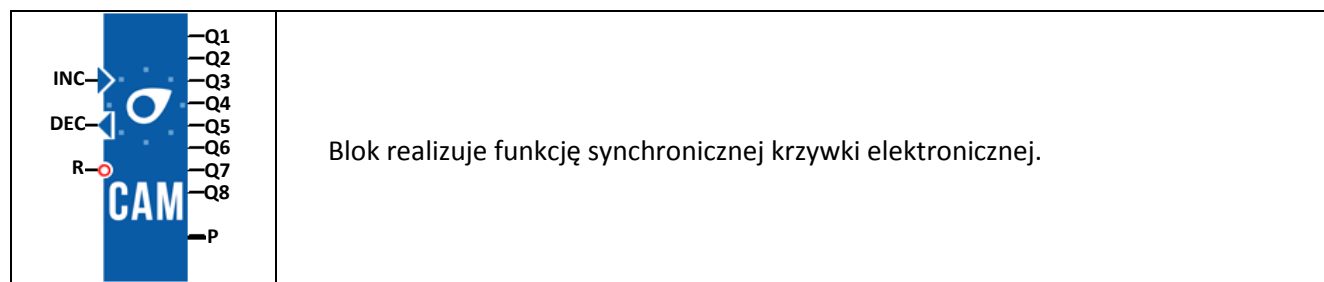 Q1
Q2
INC
Q3
Q4
DEC
Q5
Q6
R
Q7
CAM
Q8
P
Blok realizuje funkcję synchronicznej krzywki elektronicznej.